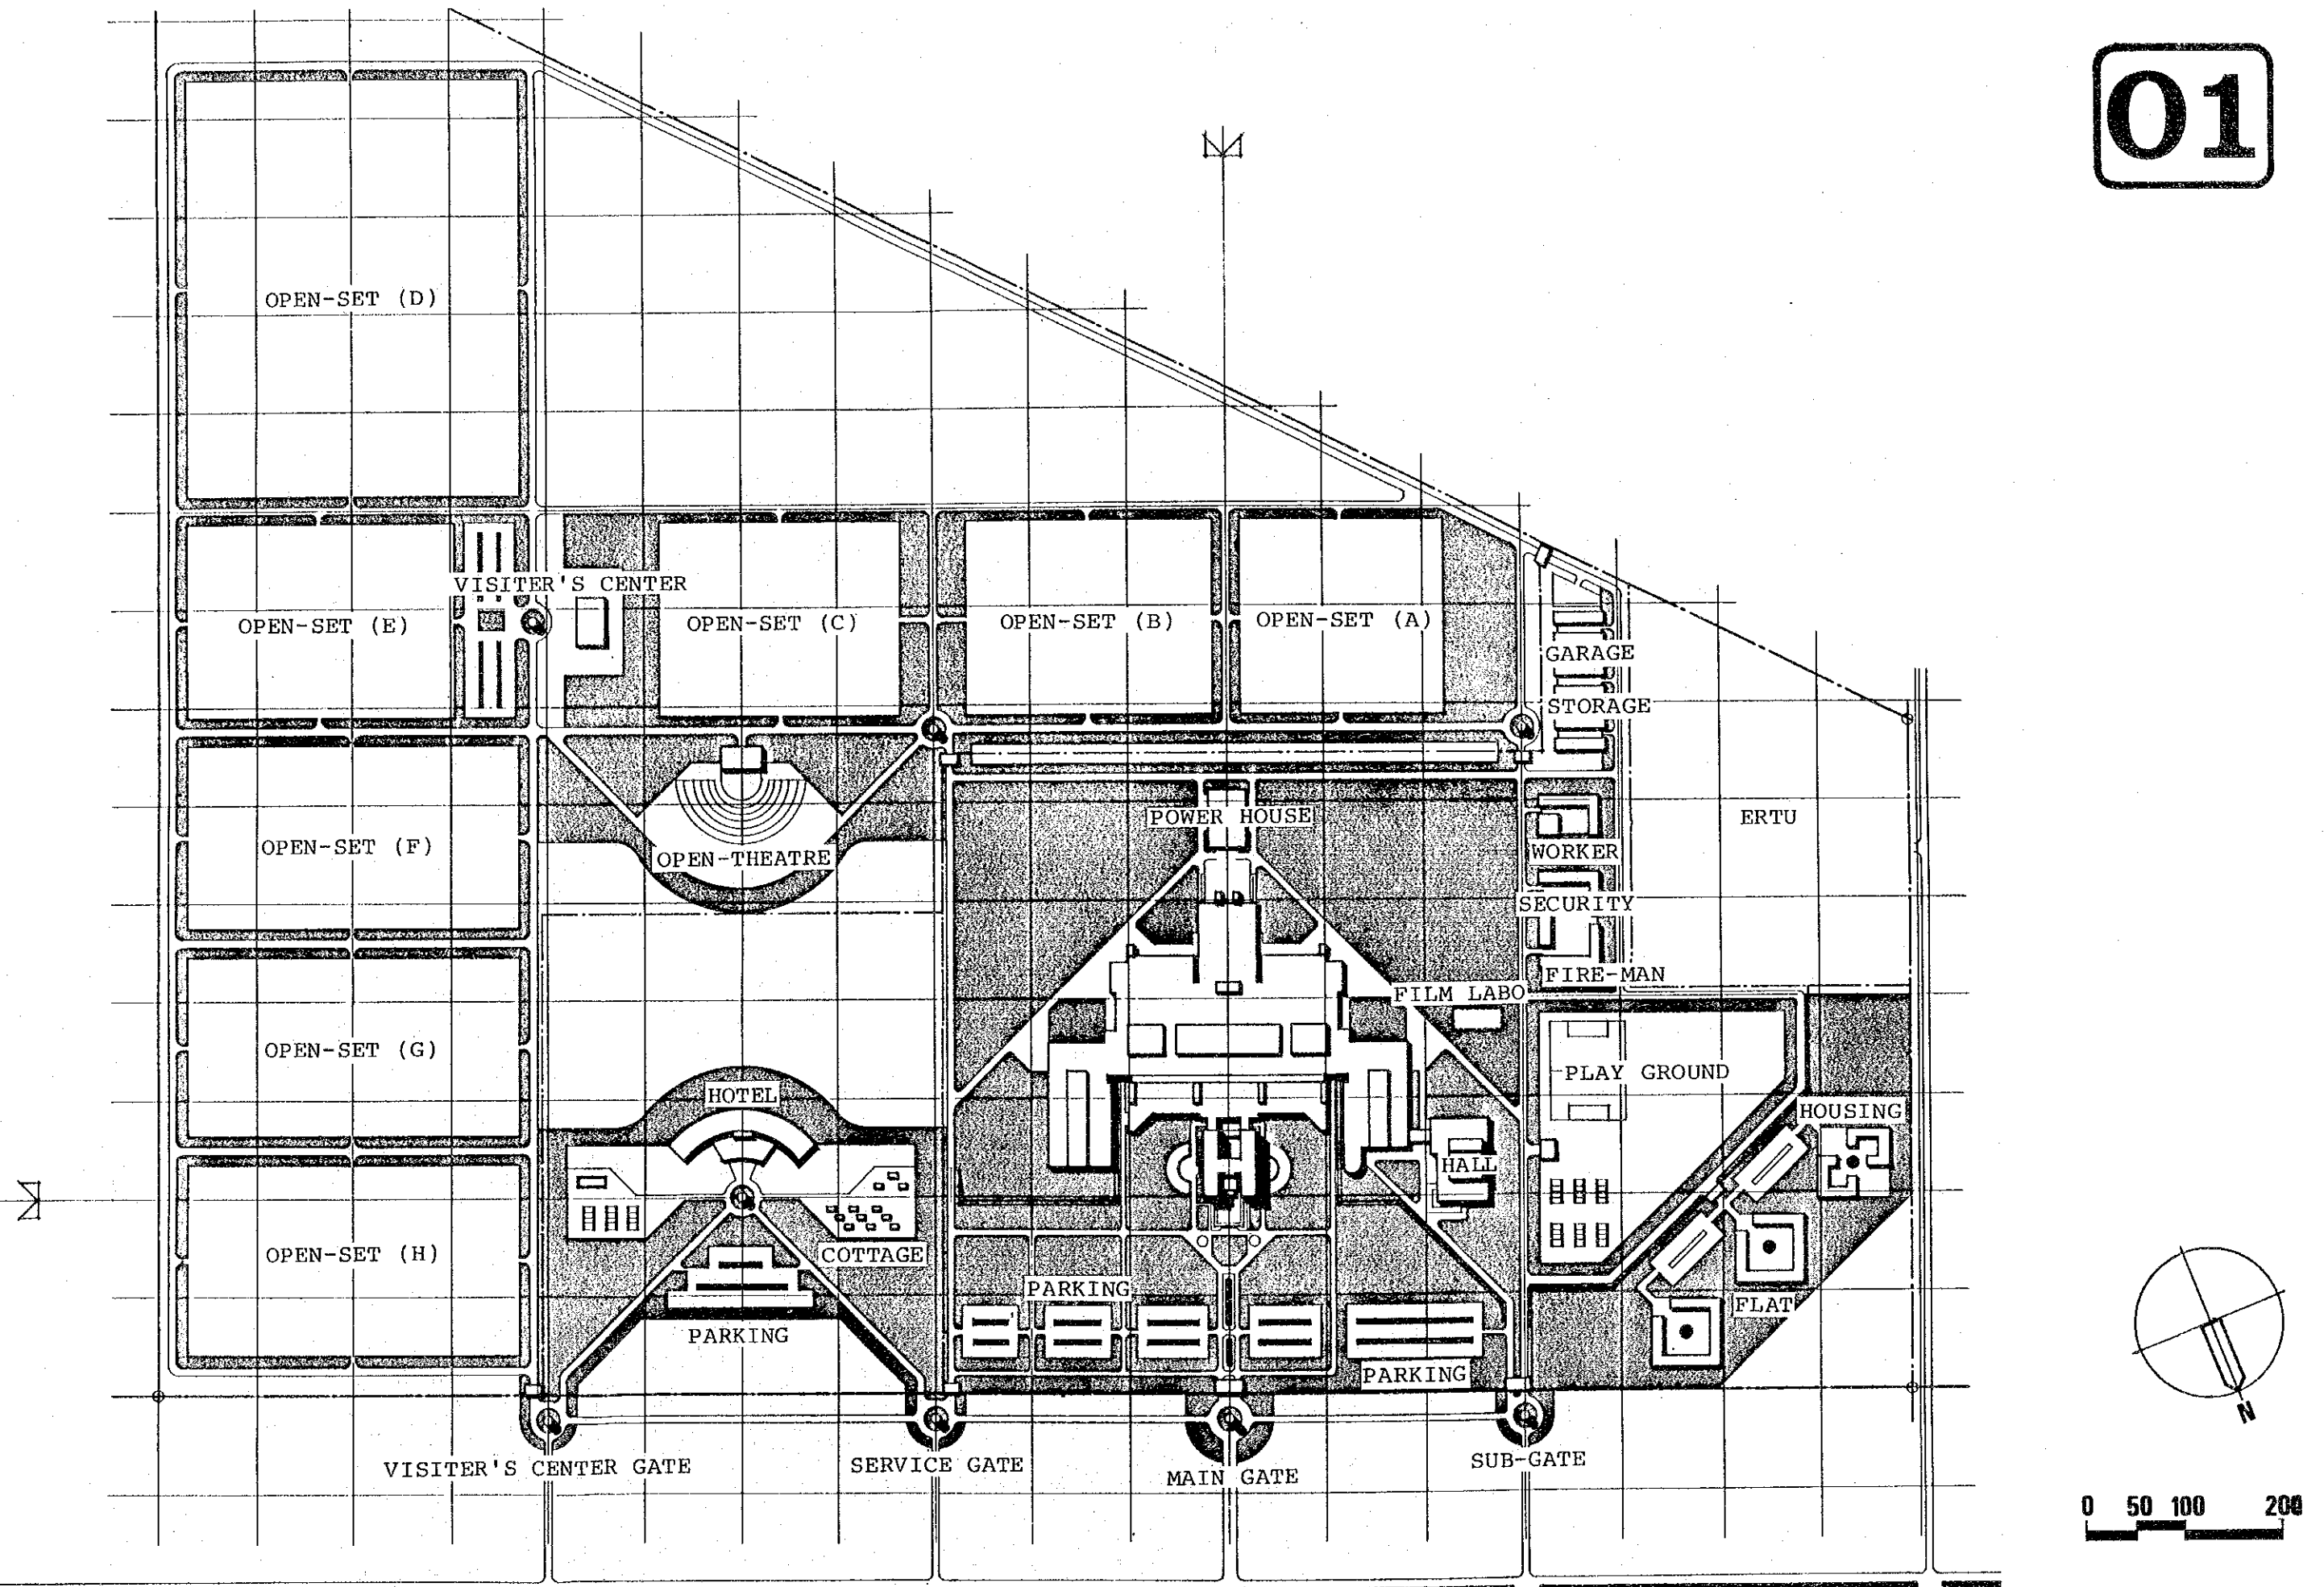 01
OPEN-SET (D)
VISITER'S CENTER
OPEN-SET (E)
OPEN-SET (C)
OPEN-SET (B)
OPEN-SET (A)
GARAGE
STORAGE
POWER HOUSE
ERTU
OPEN-SET (F)
OPEN-THEATRE
WORKER
SECURITY
FIRE-MAN
FILM LABO
OPEN-SET (G)
HOTEL
PLAY GROUND
HOUSING
HALL
OPEN-SET (H)
COTTAGE
PARKING
FLAT
PARKING
PARKING
N
VISITER'S CENTER GATE
SERVICE GATE
MAIN GATE
SUB-GATE
0 50 100 200